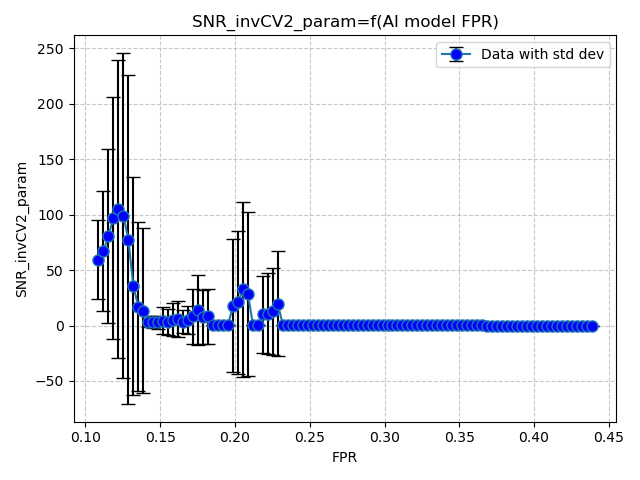 SNR_invCV2_param=f(AI model FPR)
Data with std dev
SNR_invCV2_param
250
200
150
100
50
0
−50
0.10 0.15 0.20 0.25 0.30 0.35 0.40 0.45
FPR